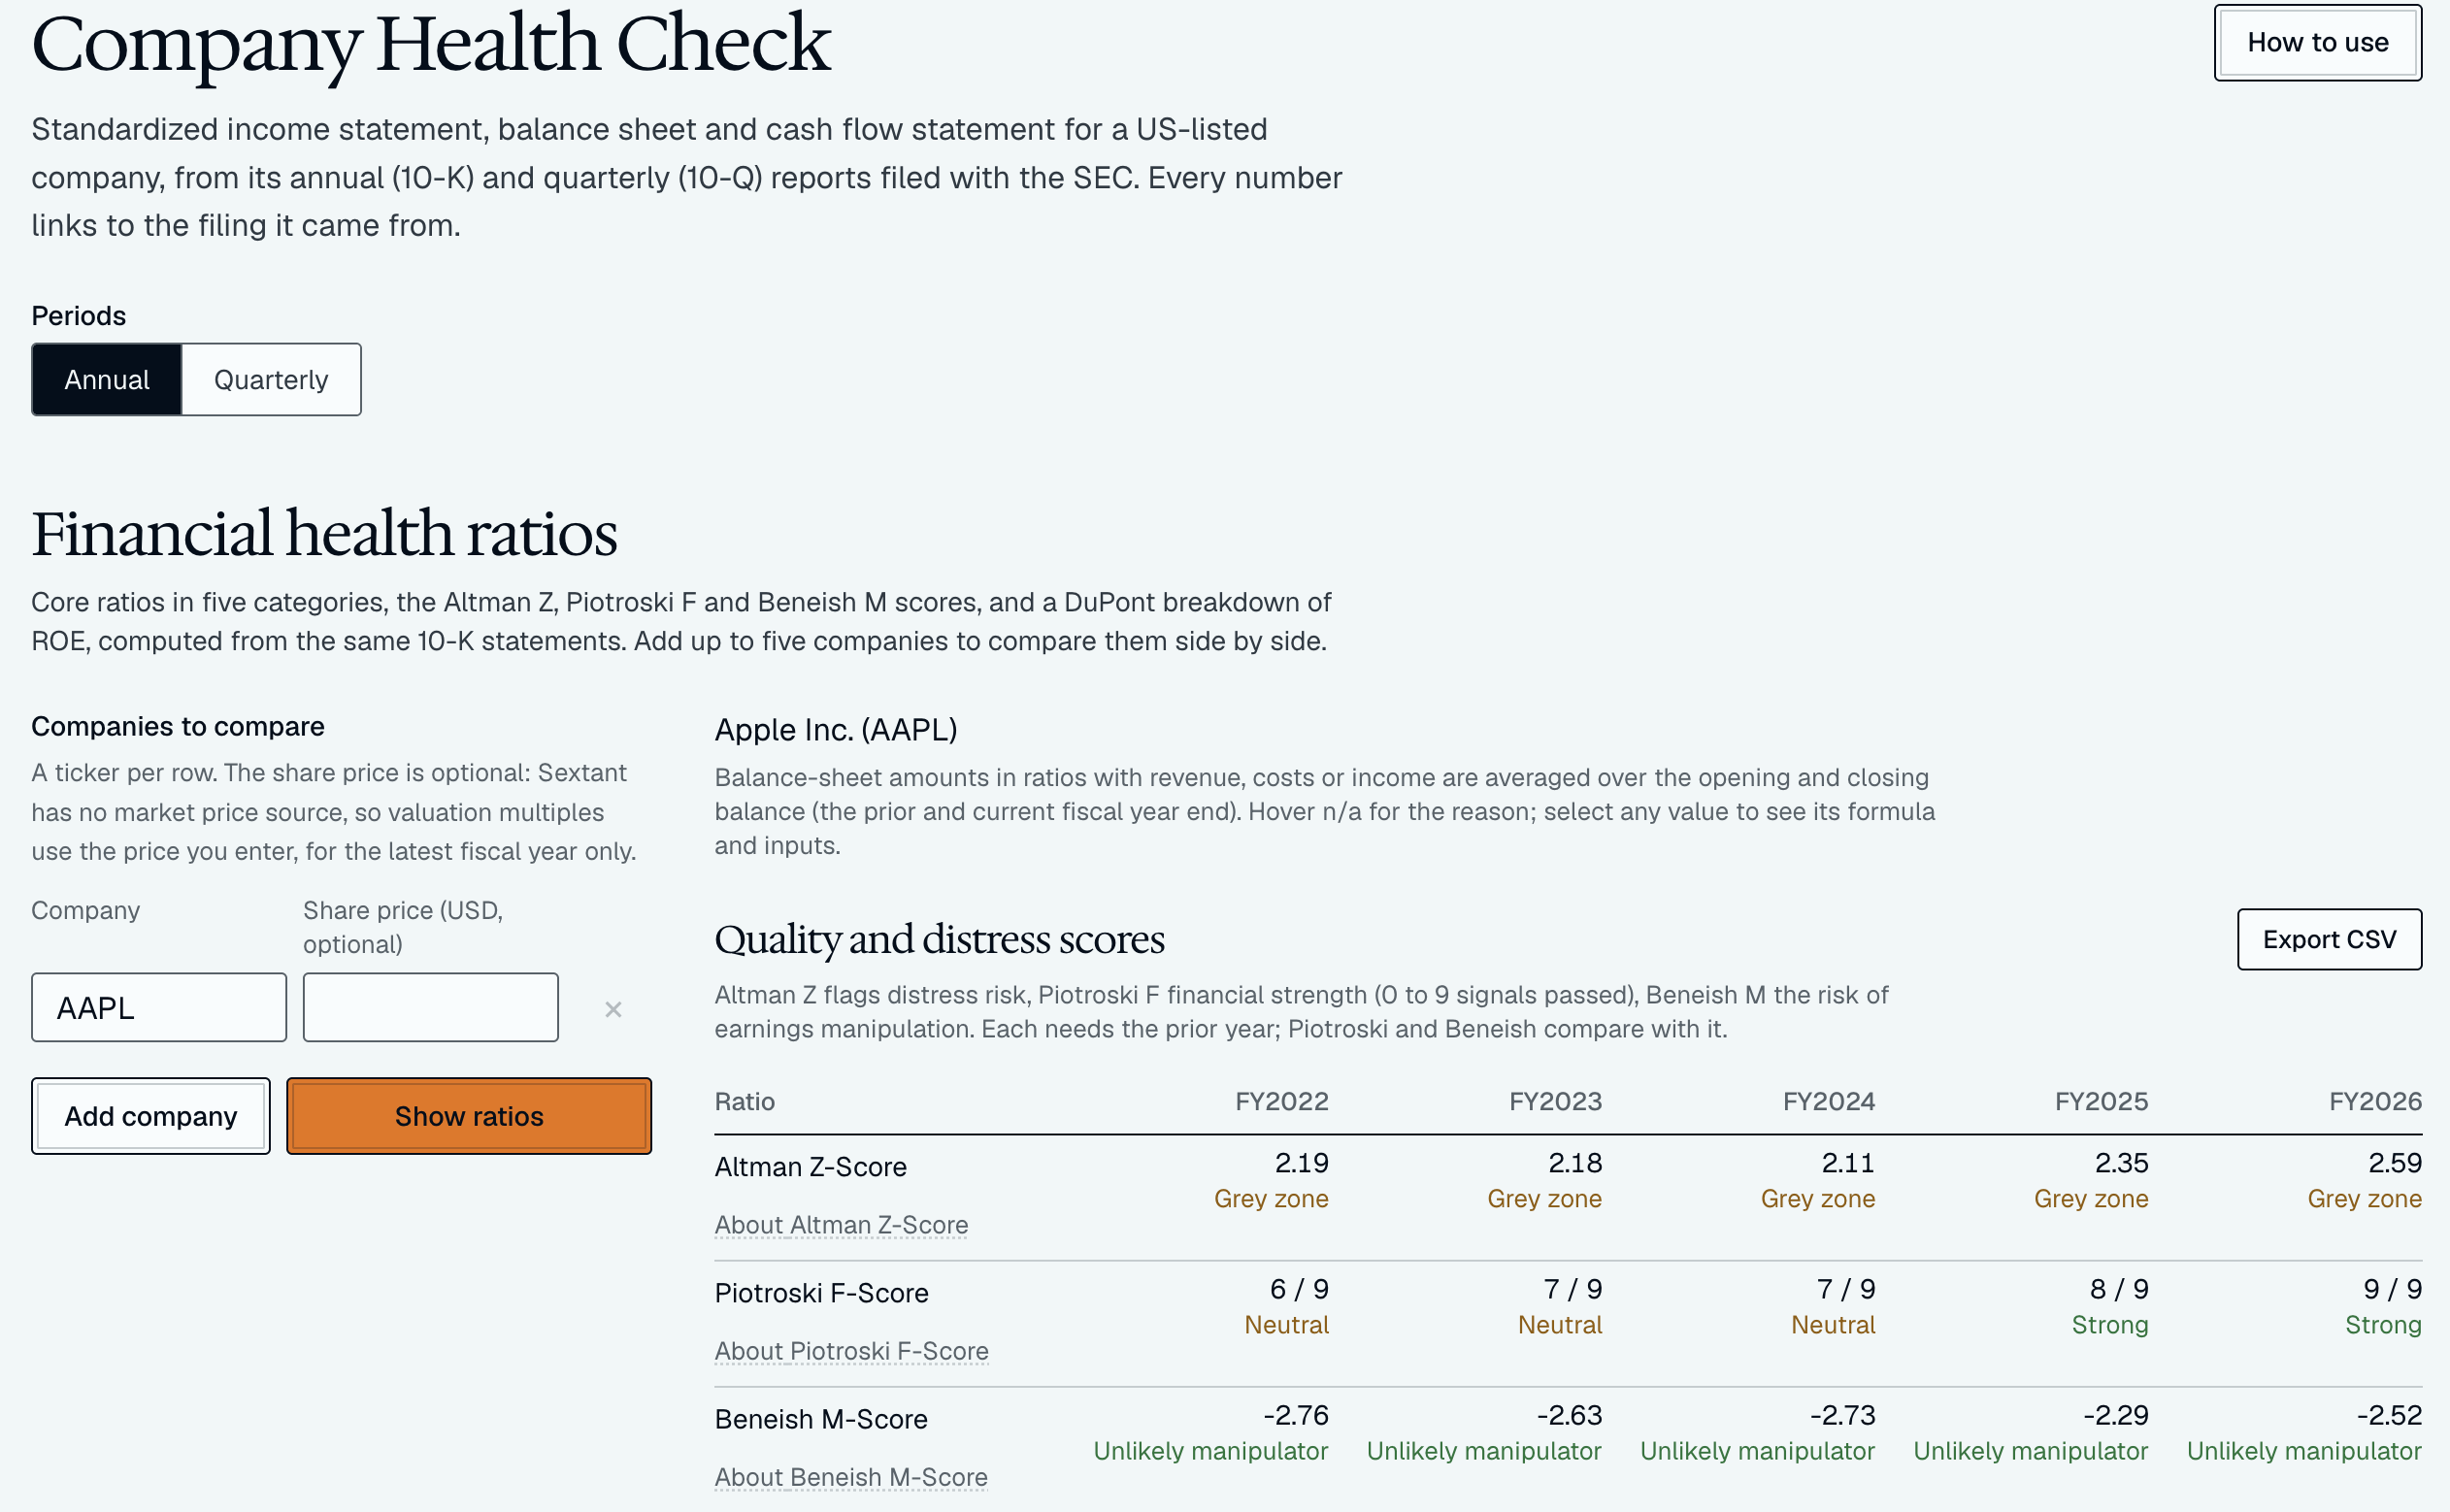 Company Health Check
How to use
Standardized income statement, balance sheet and cash flow statement for a US-listed
company, from its annual (10-K) and quarterly (10-Q) reports filed with the SEC. Every number
links to the filing it came from.
Periods
Annual Quarterly
Financial health ratios
Core ratios in five categories, the Altman Z, Piotroski F and Beneish M scores, and a DuPont breakdown of
ROE, computed from the same 10-K statements. Add up to five companies to compare them side by side.
Companies to compare
A ticker per row. The share price is optional: Sextant
has no market price source, so valuation multiples
use the price you enter, for the latest fiscal year only.
Company
Share price (USD,
optional)
AAPL ×
Add company Show ratios
Apple Inc. (AAPL)
Balance-sheet amounts in ratios with revenue, costs or income are averaged over the opening and closing
balance (the prior and current fiscal year end). Hover n/a for the reason; select any value to see its formula
and inputs.
Quality and distress scores
Export CSV
Altman Z flags distress risk, Piotroski F financial strength (0 to 9 signals passed), Beneish M the risk of
earnings manipulation. Each needs the prior year; Piotroski and Beneish compare with it.
Ratio FY2022 FY2023 FY2024 FY2025 FY2026
Altman Z-Score 2.19 2.18 2.11 2.35 2.59
Grey zone Grey zone Grey zone Grey zone Grey zone
About Altman Z-Score
Piotroski F-Score 6 / 9 7 / 9 7 / 9 8 / 9 9 / 9
Neutral Neutral Neutral Strong Strong
About Piotroski F-Score
Beneish M-Score -2.76 -2.63 -2.73 -2.29 -2.52
Unlikely manipulator Unlikely manipulator Unlikely manipulator Unlikely manipulator Unlikely manipulator
About Beneish M-Score